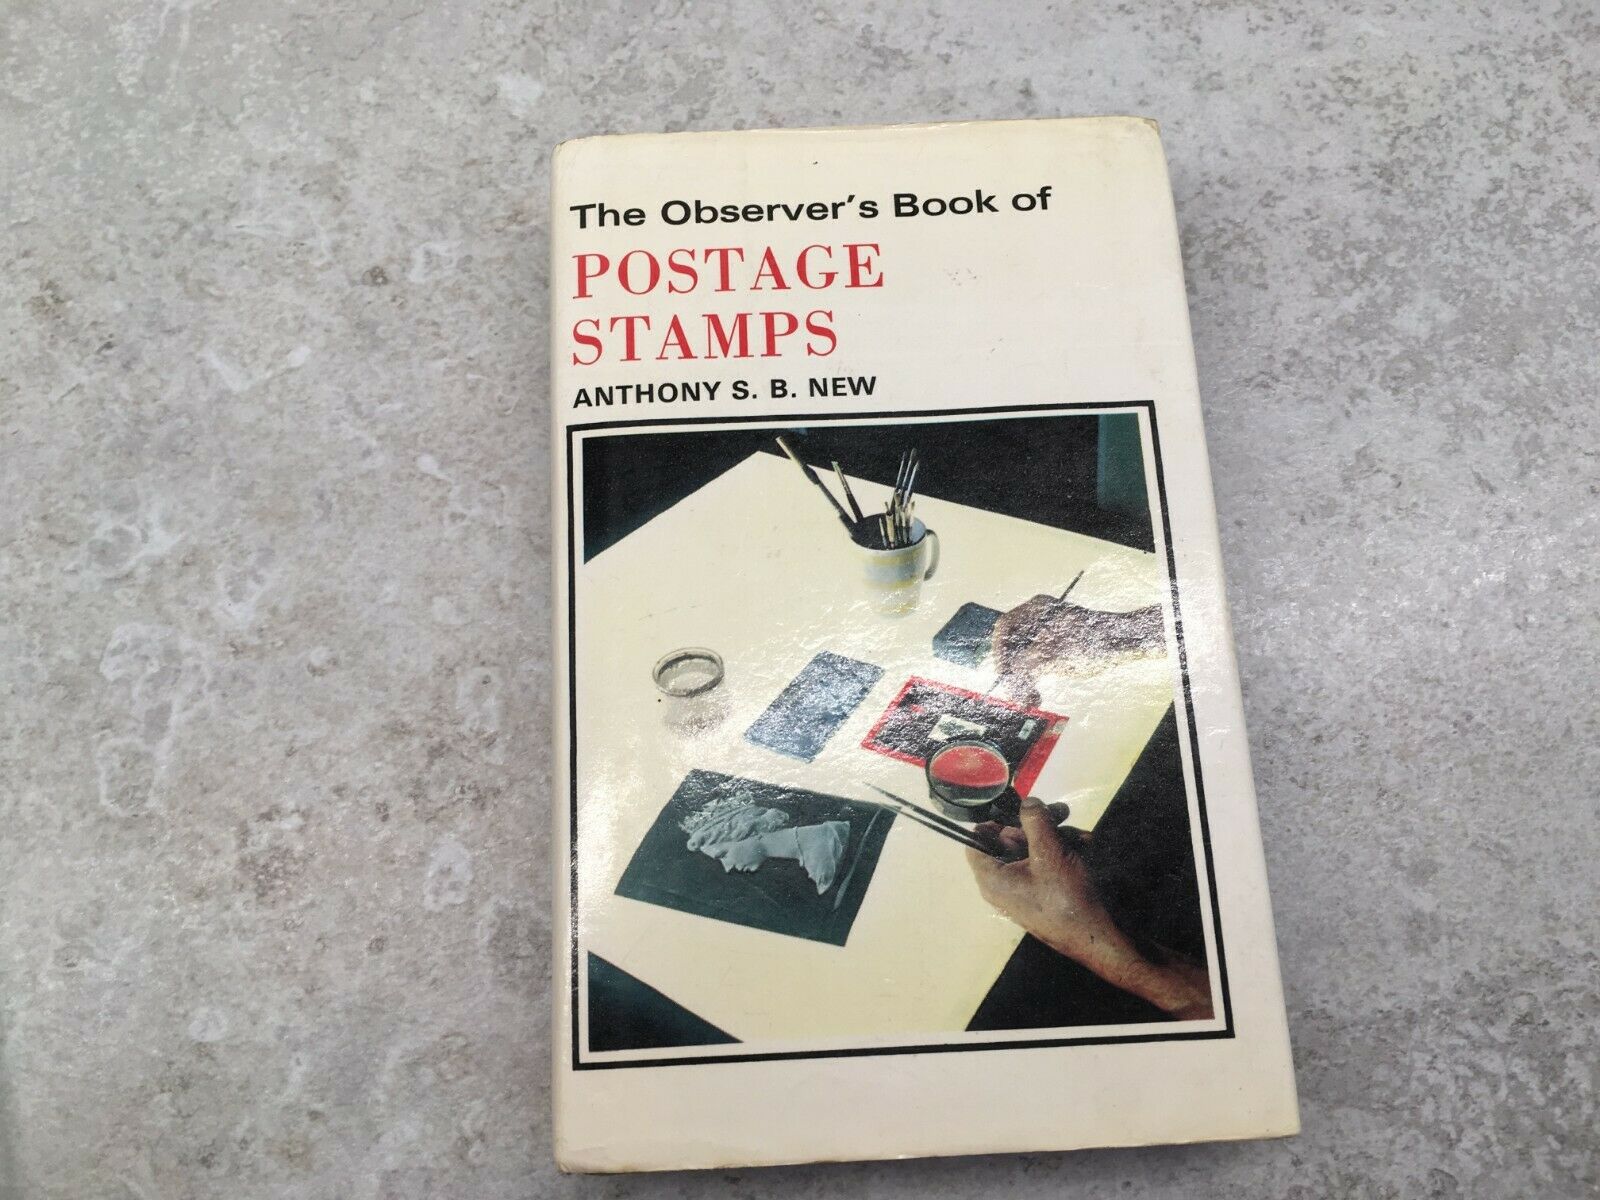 The Observer's Book of
POSTAGE
STAMPS
ANTHONY S. B. NEW